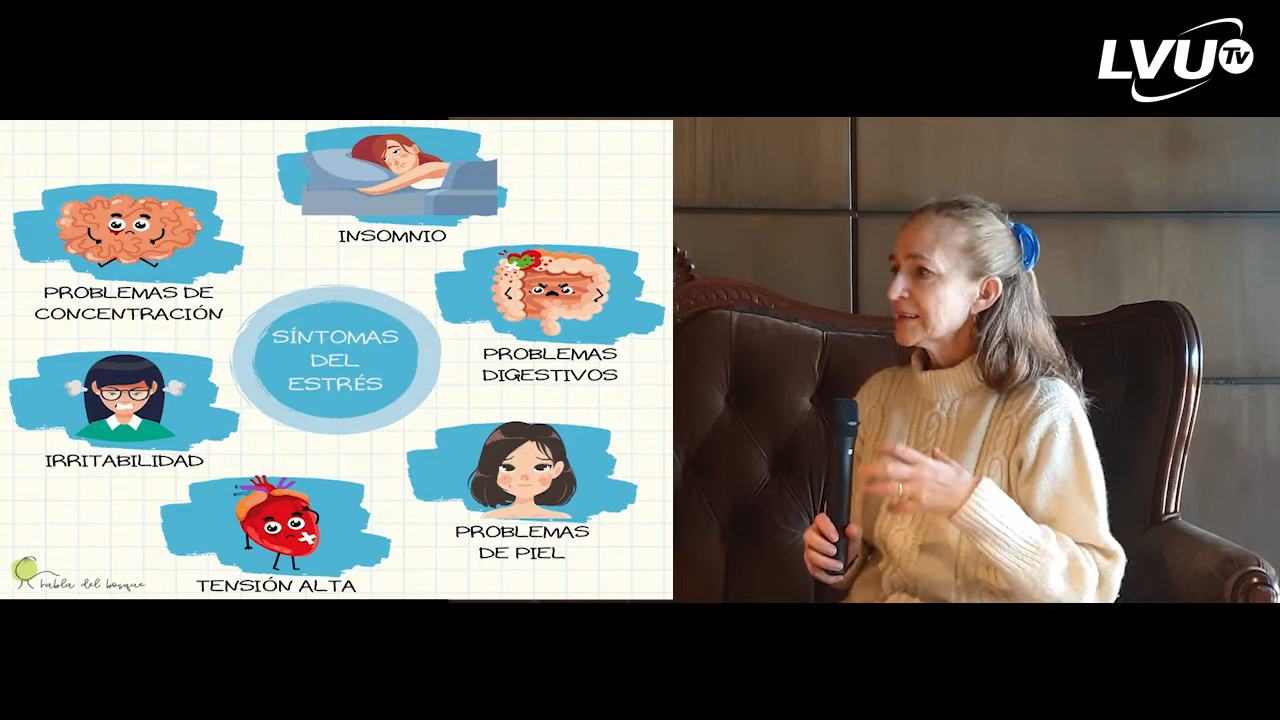 LVU TV
INSOMNIO
PROBLEMAS DE
CONCENTRACIÓN
PROBLEMAS
DIGESTIVOS
SÍNTOMAS
DEL
ESTRÉS
IRRITABILIDAD
PROBLEMAS
DE PIEL
TENSIÓN ALTA
habla del bosque